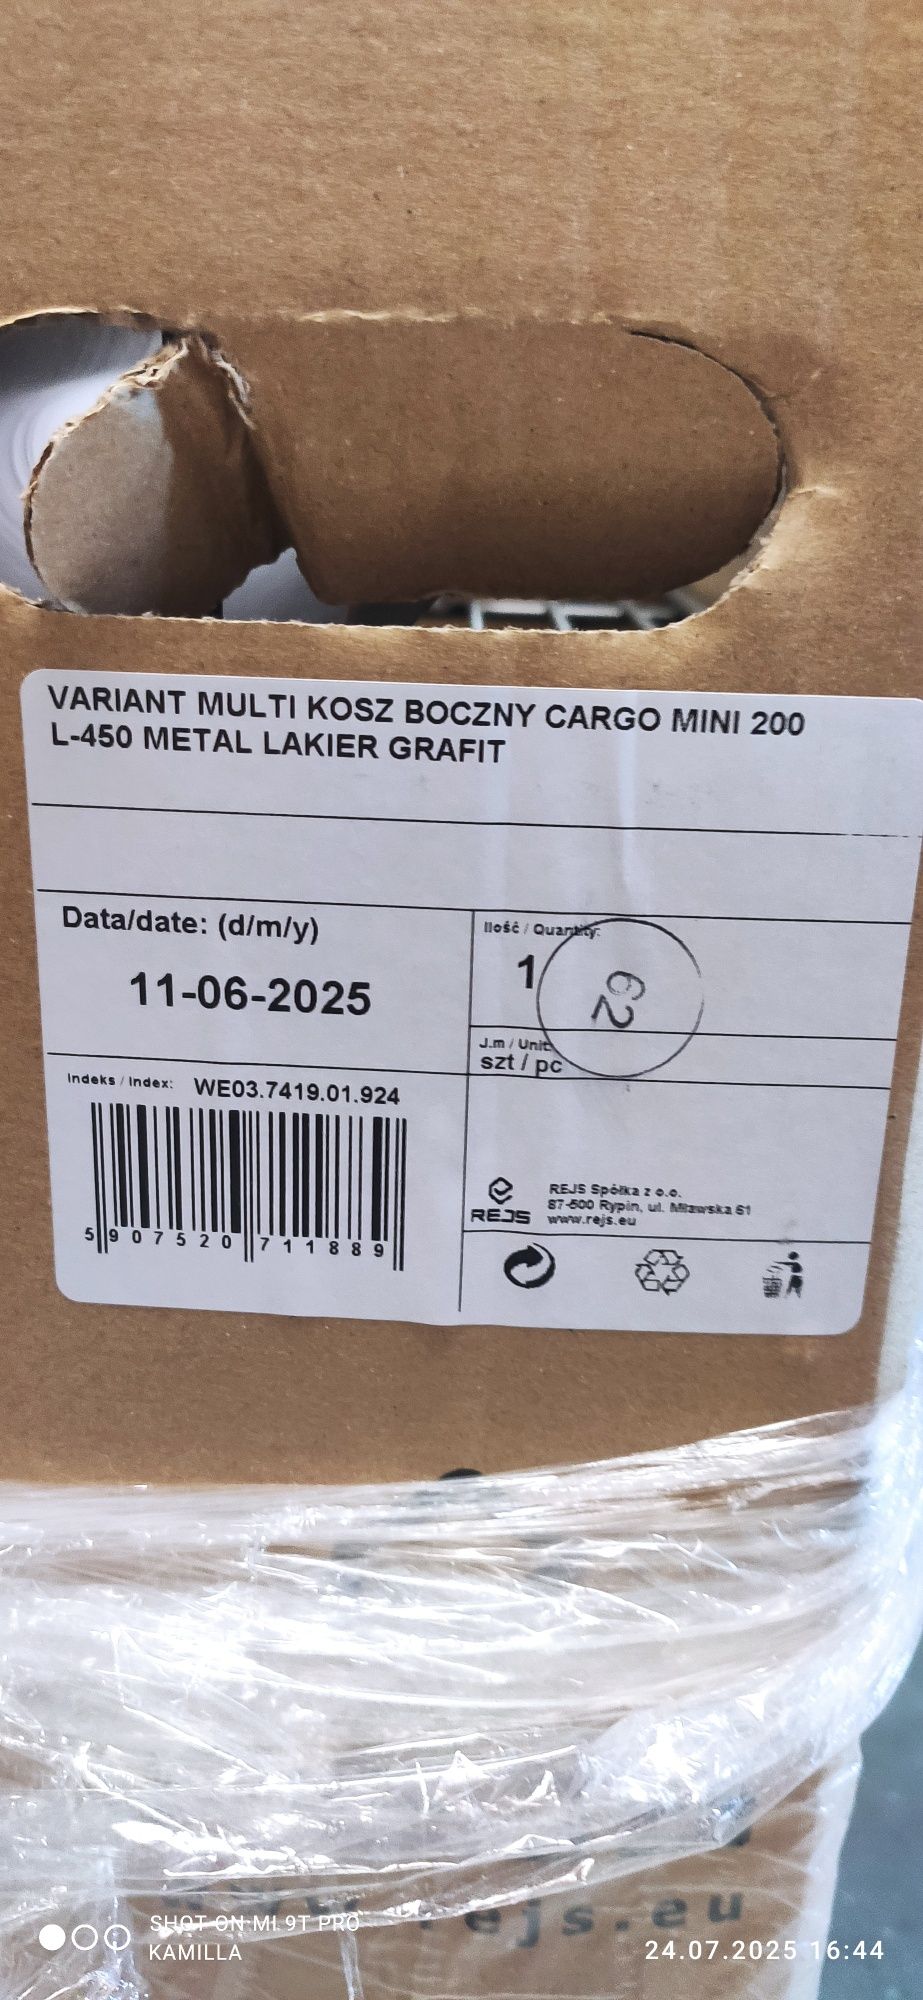 VARIANT MULTI KOSZ BOCZNY CARGO MINI 200
L-450 METAL LAKIER GRAFIT
Data/date: (d/m/y)
11-06-2025
Ilość / Quantity:
1
62
J.m / Unit:
szt / pc
Indeks / Index: WE03.7419.01.924
5 907520 711889
REJS
REJS Spółka z o.o.
87-500 Rypin, ul. Mławska 61
www.rejs.eu
rejs.eu
SHOT ON MI 9T PRO
KAMILLA
24.07.2025 16:44